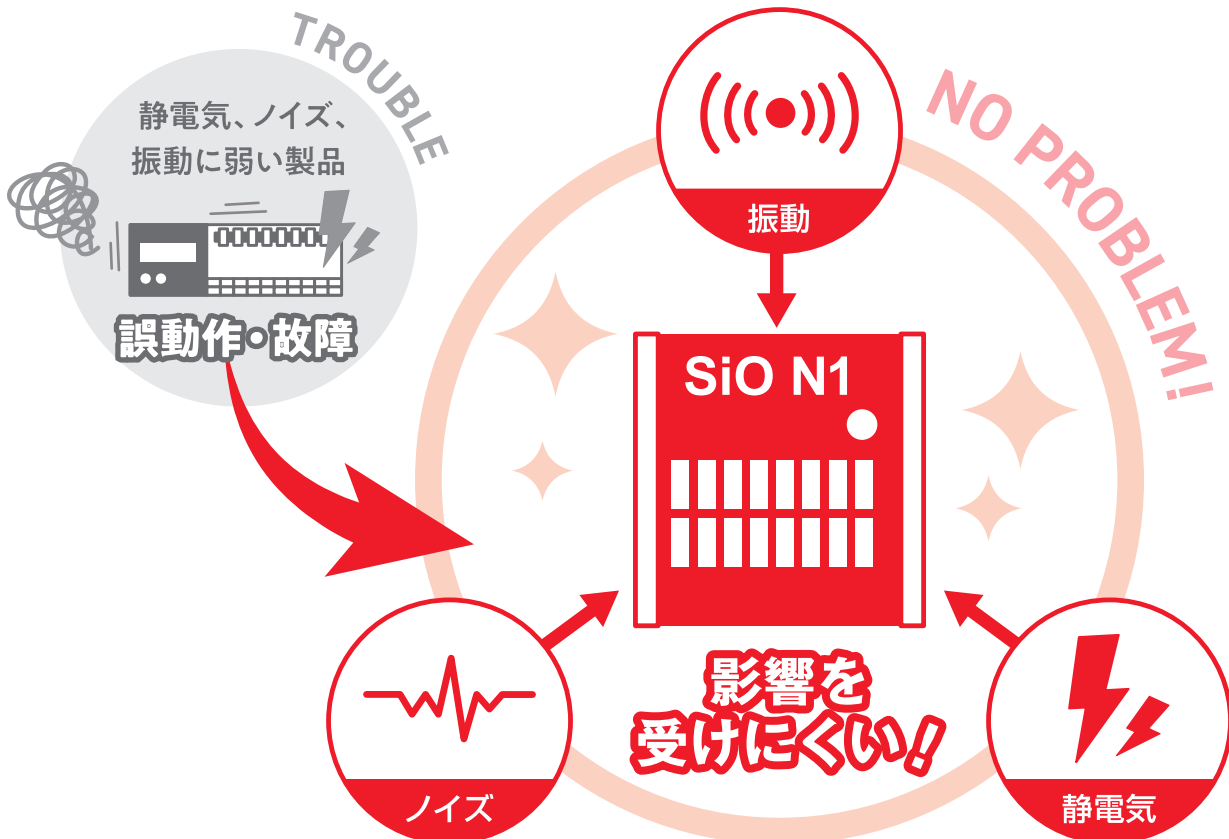 TROUBLE
静電気、ノイズ、
振動に弱い製品
誤動作・故障
NO PROBLEM!
振動
SiO N1
影響を
受けにくい!
ノイズ
静電気